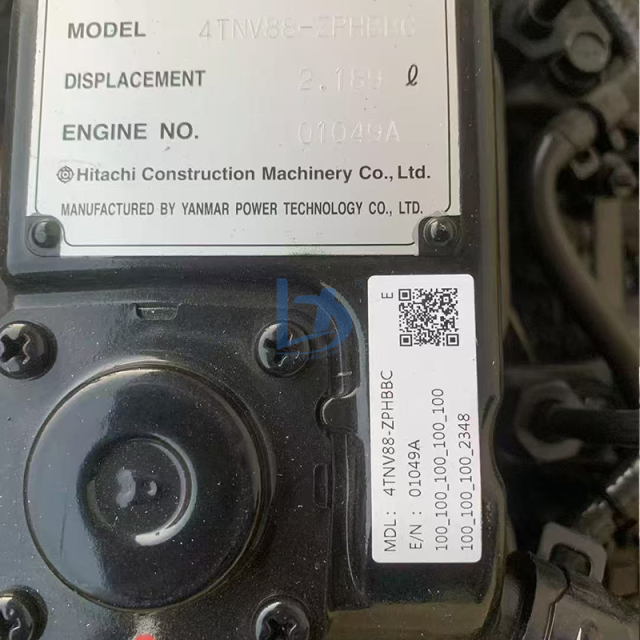 MODEL 4TNV88-ZPHBBC
DISPLACEMENT 2.189 ℓ
ENGINE NO. 01049A
Hitachi Construction Machinery Co., Ltd.
MANUFACTURED BY YANMAR POWER TECHNOLOGY CO., LTD.
E
MDL: 4TNV88-ZPHBBC
E/N : 01049A
100_100_100_100_100
100_100_100_2348